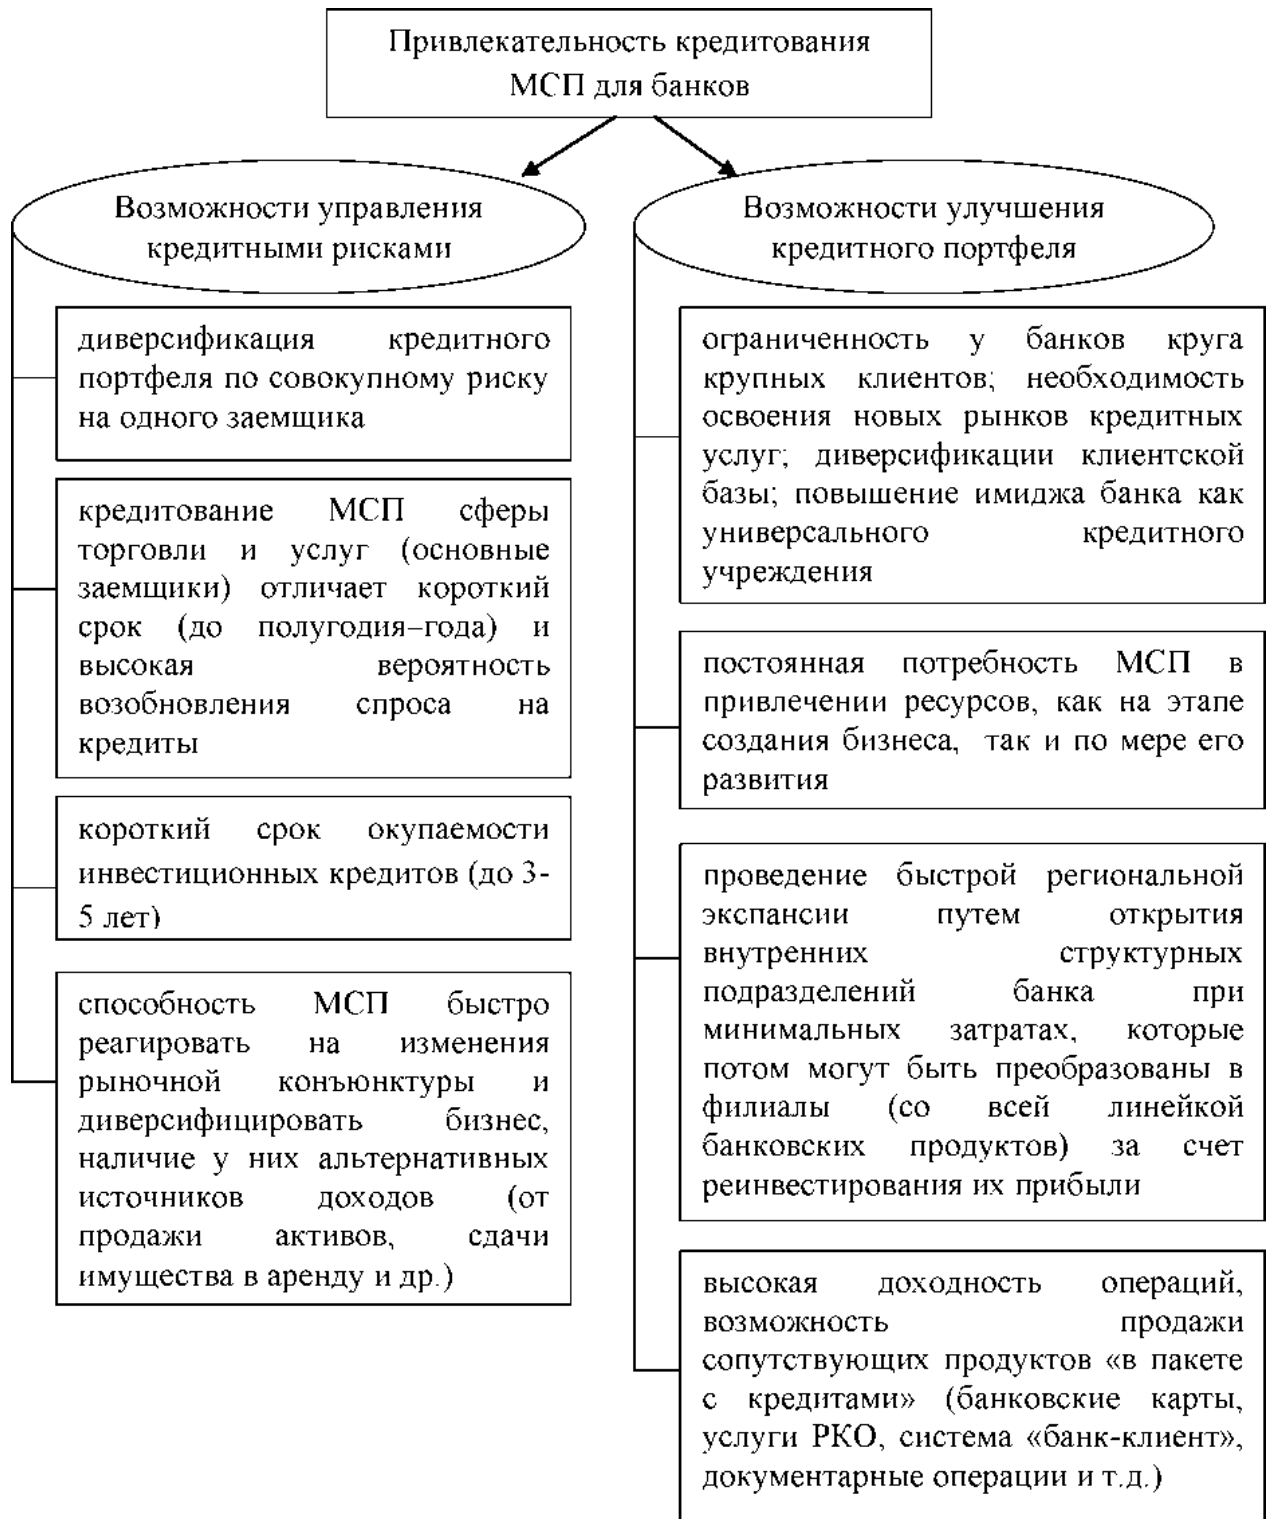 Привлекательность кредитования
МСП для банков
Возможности управления
кредитными рисками
диверсификация кредитного
портфеля по совокупному риску
на одного заемщика
кредитование МСП сферы
торговли и услуг (основные
заемщики) отличает короткий
срок (до полугодия–года) и
высокая вероятность
возобновления спроса на
кредиты
короткий срок окупаемости
инвестиционных кредитов (до 3-
5 лет)
способность МСП быстро
реагировать на изменения
рыночной конъюнктуры и
диверсифицировать бизнес,
наличие у них альтернативных
источников доходов (от
продажи активов, сдачи
имущества в аренду и др.)
Возможности улучшения
кредитного портфеля
ограниченность у банков круга
крупных клиентов; необходимость
освоения новых рынков кредитных
услуг; диверсификации клиентской
базы; повышение имиджа банка как
универсального кредитного
учреждения
постоянная потребность МСП в
привлечении ресурсов, как на этапе
создания бизнеса, так и по мере его
развития
проведение быстрой региональной
экспансии путем открытия
внутренних структурных
подразделений банка при
минимальных затратах, которые
потом могут быть преобразованы в
филиалы (со всей линейкой
банковских продуктов) за счет
реинвестирования их прибыли
высокая доходность операций,
возможность продажи
сопутствующих продуктов «в пакете
с кредитами» (банковские карты,
услуги РКО, система «банк-клиент»,
документарные операции и т.д.)